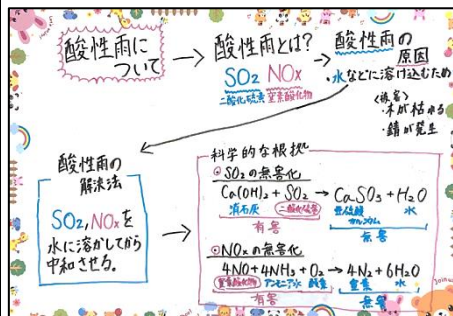 酸性雨に
ついて
酸性雨とは?
SO2 NOx
二酸化硫黄 窒素酸化物
酸性雨の
原因
・水などに溶け込むため
<被害>
・木が枯れる
・錆が発生
酸性雨の
解決法
SO2, NOxを
水に溶かしてから
中和させる。
科学的な根拠
◎SO2の無害化
Ca(OH)2 + SO2 → CaSO3 + H2O
消石灰 二酸化硫黄 亜硫酸カルシウム 水
有害 無害
◎NOxの無害化
4NO + 4NH3 + O2 → 4N2 + 6H2O
窒素酸化物 アンモニア水 酸素 窒素 水
有害 無害